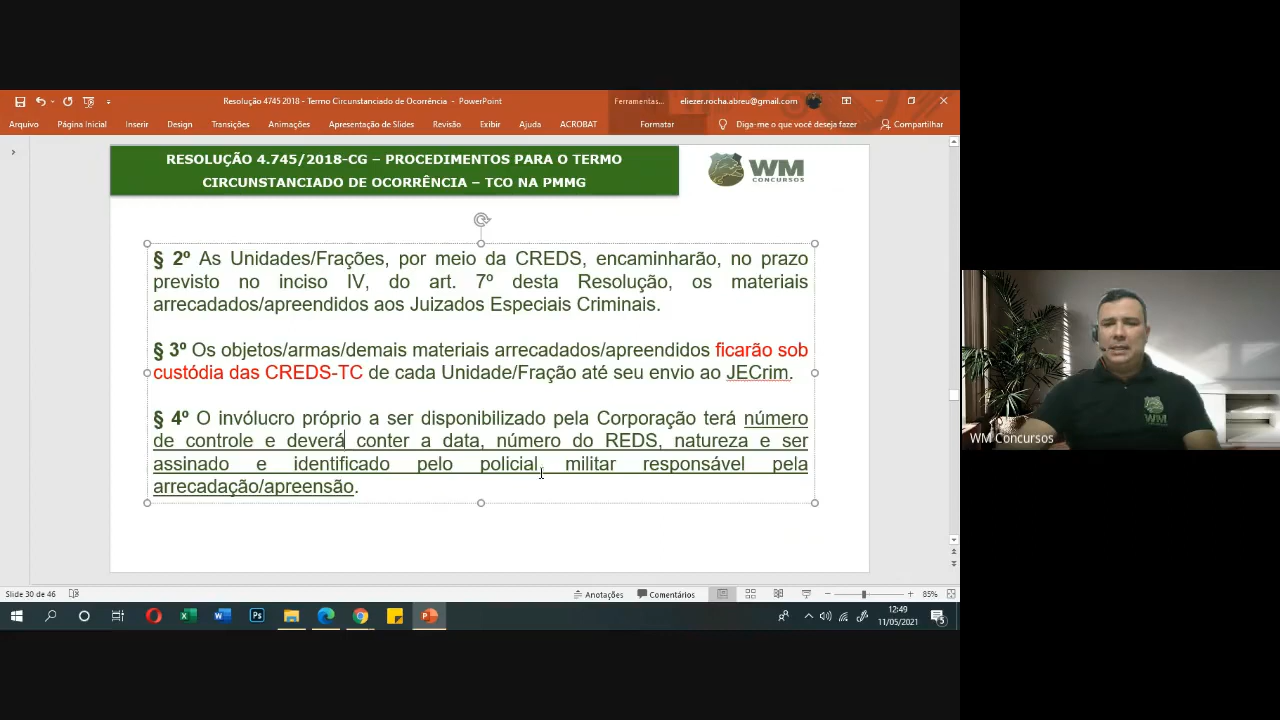 Resolução 4745 2018 - Termo Circunstanciado de Ocorrência - PowerPoint
Ferramentas...
eliezer.rocha.abreu@gmail.com
Arquivo Página Inicial Inserir Design Transições Animações Apresentação de Slides Revisão Exibir Ajuda ACROBAT Formatar Diga-me o que você deseja fazer Compartilhar
RESOLUÇÃO 4.745/2018-CG – PROCEDIMENTOS PARA O TERMO
CIRCUNSTANCIADO DE OCORRÊNCIA – TCO NA PMMG
WM
CONCURSOS
§ 2º As Unidades/Frações, por meio da CREDS, encaminharão, no prazo
previsto no inciso IV, do art. 7º desta Resolução, os materiais
arrecadados/apreendidos aos Juizados Especiais Criminais.
§ 3º Os objetos/armas/demais materiais arrecadados/apreendidos ficarão sob
custódia das CREDS-TC de cada Unidade/Fração até seu envio ao JECrim.
§ 4º O invólucro próprio a ser disponibilizado pela Corporação terá número
de controle e deverá conter a data, número do REDS, natureza e ser
assinado e identificado pelo policial militar responsável pela
arrecadação/apreensão.
WM
WM Concursos
Slide 30 de 46
Anotações
Comentários
85%
Ps
12:49
11/05/2021
5